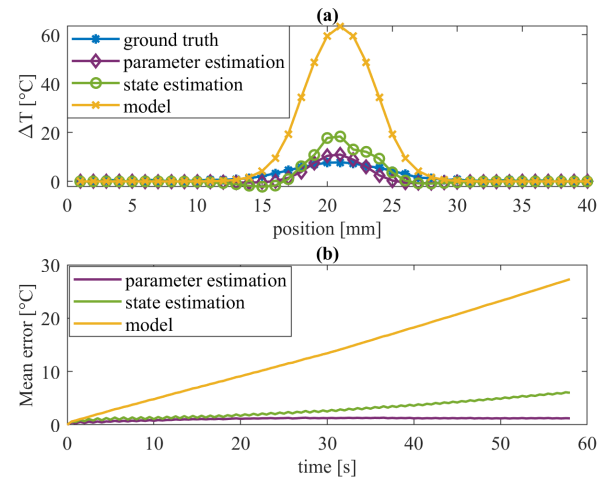 (a)
60
40
20
0
ΔT [°C]
ground truth
parameter estimation
state estimation
model
0 5 10 15 20 25 30 35 40
position [mm]
(b)
30
20
10
0
Mean error [°C]
parameter estimation
state estimation
model
0 10 20 30 40 50 60
time [s]